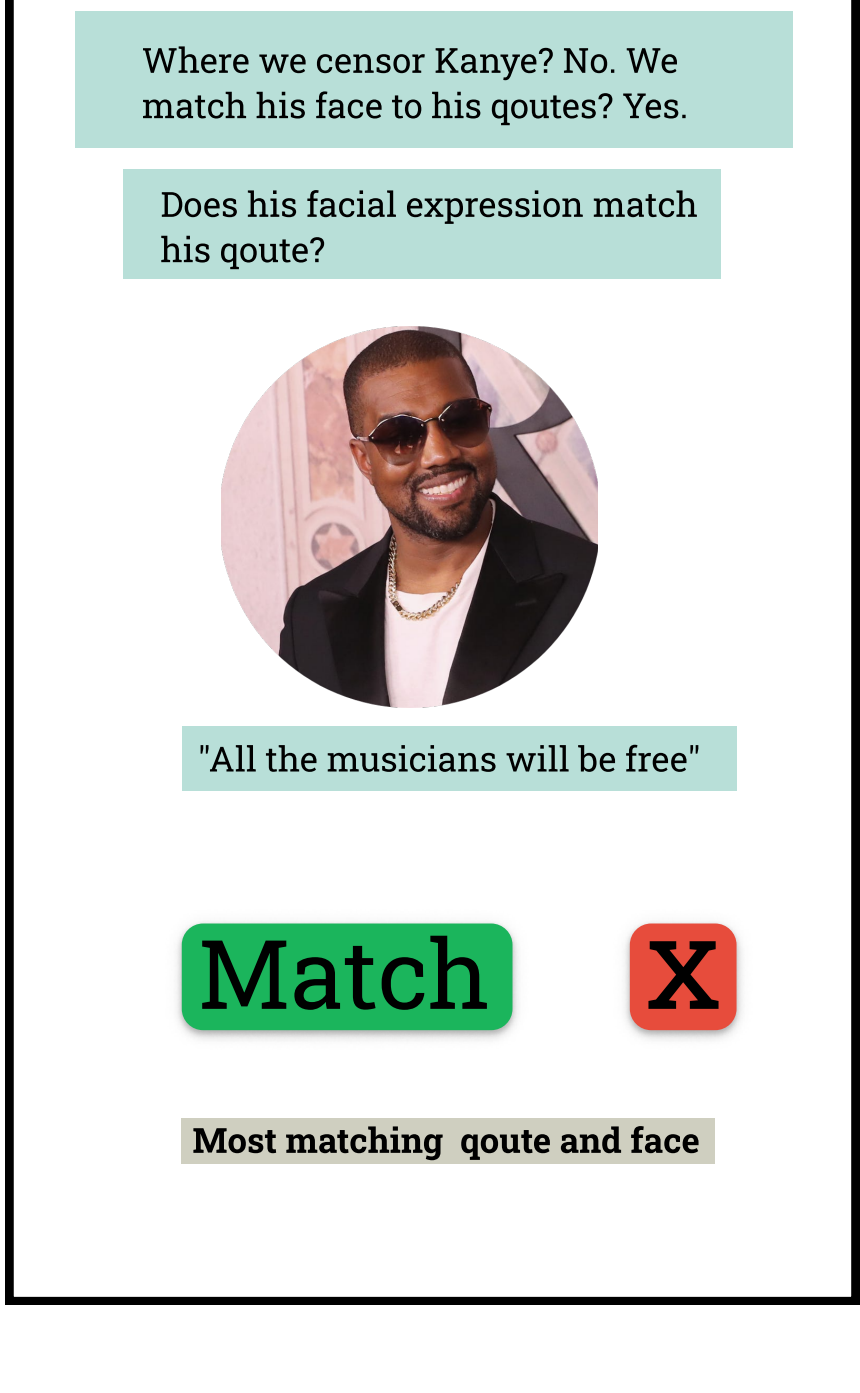 Where we censor Kanye? No. We
match his face to his qoutes? Yes.
Does his facial expression match
his qoute?
"All the musicians will be free"
Match
X
Most matching  qoute and face